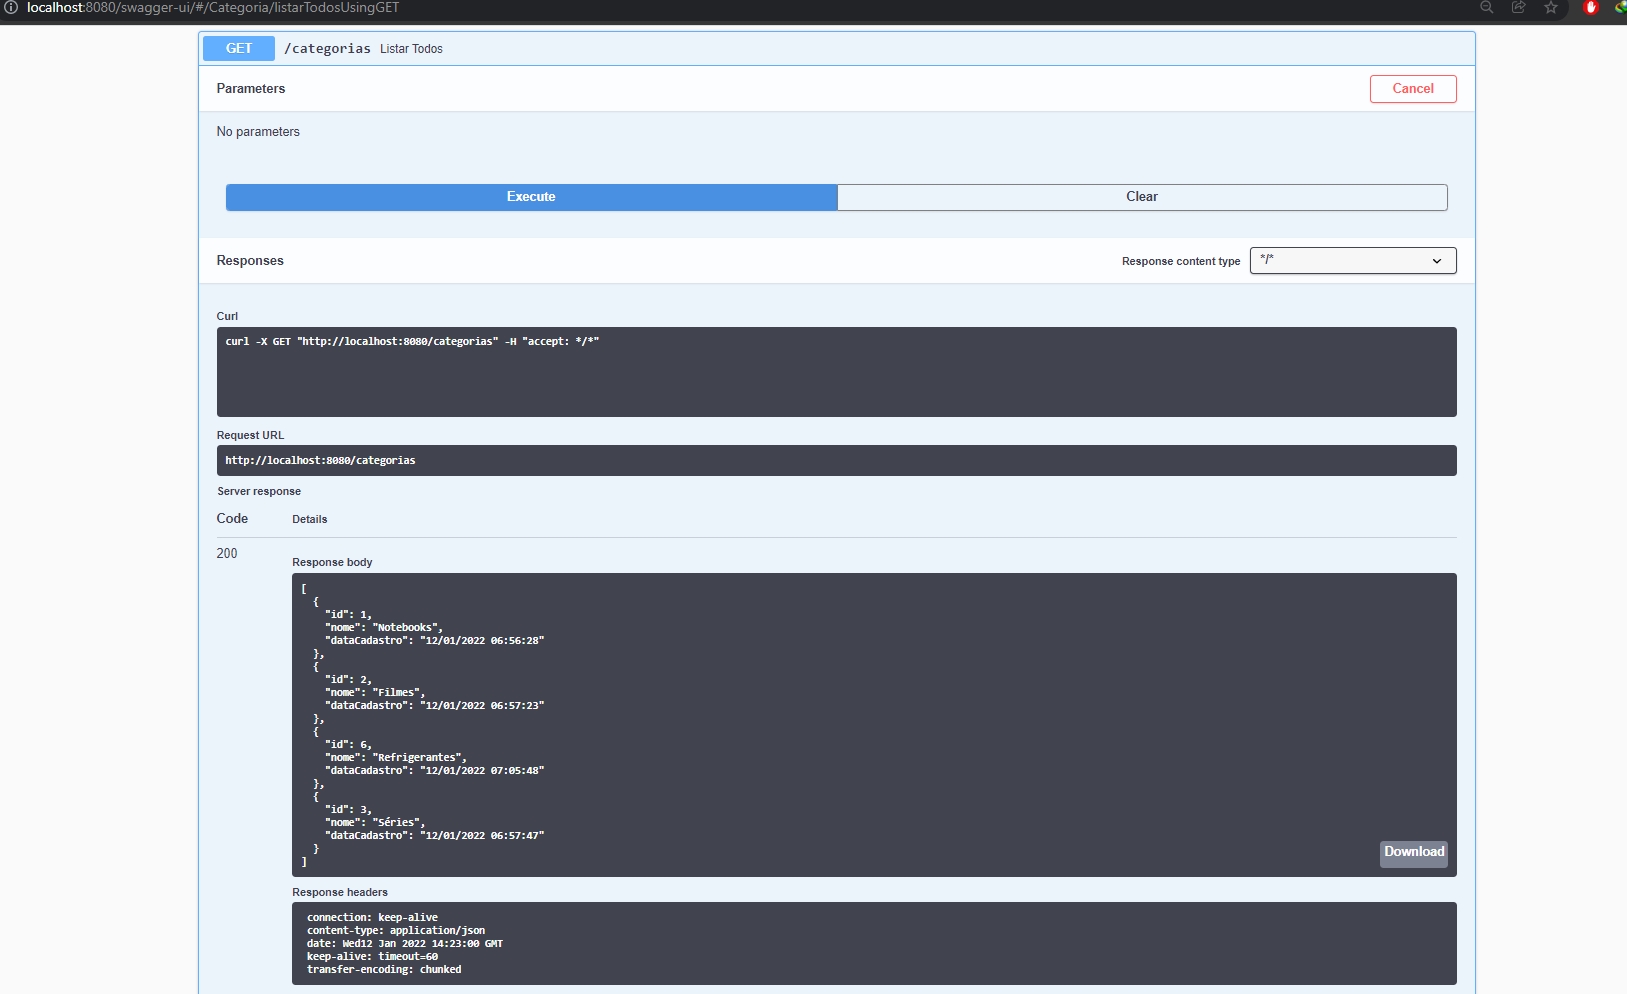 localhost:8080/swagger-ui/#/Categoria/listarTodosUsingGET
GET /categorias Listar Todos
Parameters Cancel
No parameters
Execute Clear
Responses Response content type */*
Curl
curl -X GET "http://localhost:8080/categorias" -H "accept: */*"
Request URL
http://localhost:8080/categorias
Server response
Code Details
200
Response body
[
  {
    "id": 1,
    "nome": "Notebooks",
    "dataCadastro": "12/01/2022 06:56:28"
  },
  {
    "id": 2,
    "nome": "Filmes",
    "dataCadastro": "12/01/2022 06:57:23"
  },
  {
    "id": 6,
    "nome": "Refrigerantes",
    "dataCadastro": "12/01/2022 07:05:48"
  },
  {
    "id": 3,
    "nome": "Séries",
    "dataCadastro": "12/01/2022 06:57:47"
  }
]
Download
Response headers
connection: keep-alive
content-type: application/json
date: Wed12 Jan 2022 14:23:00 GMT
keep-alive: timeout=60
transfer-encoding: chunked